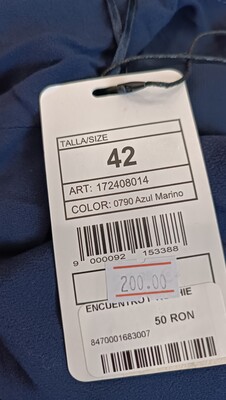 TALLA/SIZE
42
ART: 172408014
COLOR: 0790 Azul Marino
9 000092 153388
200.00
50 RON
8470001683007